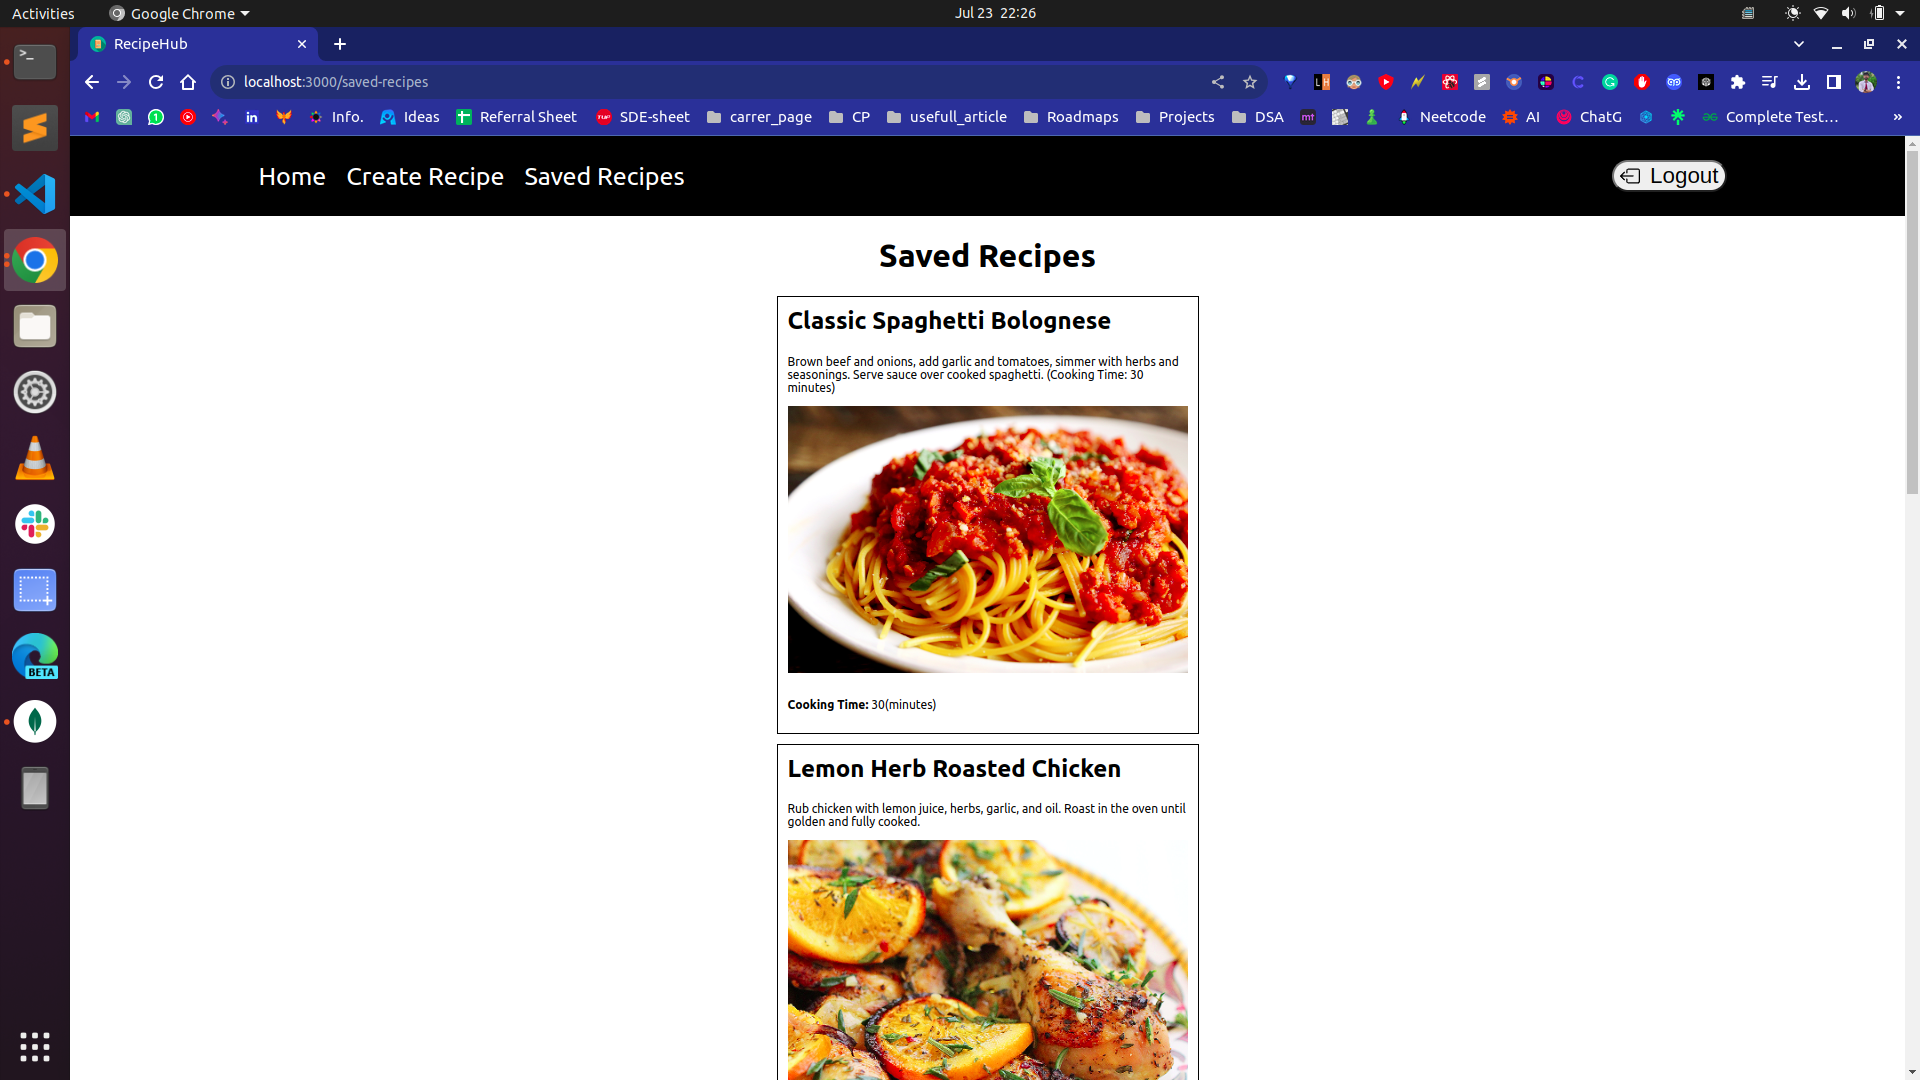 Activities
Google Chrome
Jul 23 22:26
RecipeHub
localhost:3000/saved-recipes
Info.
Ideas
Referral Sheet
SDE-sheet
carrer_page
CP
usefull_article
Roadmaps
Projects
DSA
mt
Neetcode
AI
ChatG
Complete Test…
»
Home
Create Recipe
Saved Recipes
Logout
Saved Recipes
Classic Spaghetti Bolognese
Brown beef and onions, add garlic and tomatoes, simmer with herbs and
seasonings. Serve sauce over cooked spaghetti. (Cooking Time: 30
minutes)
Cooking Time: 30(minutes)
Lemon Herb Roasted Chicken
Rub chicken with lemon juice, herbs, garlic, and oil. Roast in the oven until
golden and fully cooked.
BETA